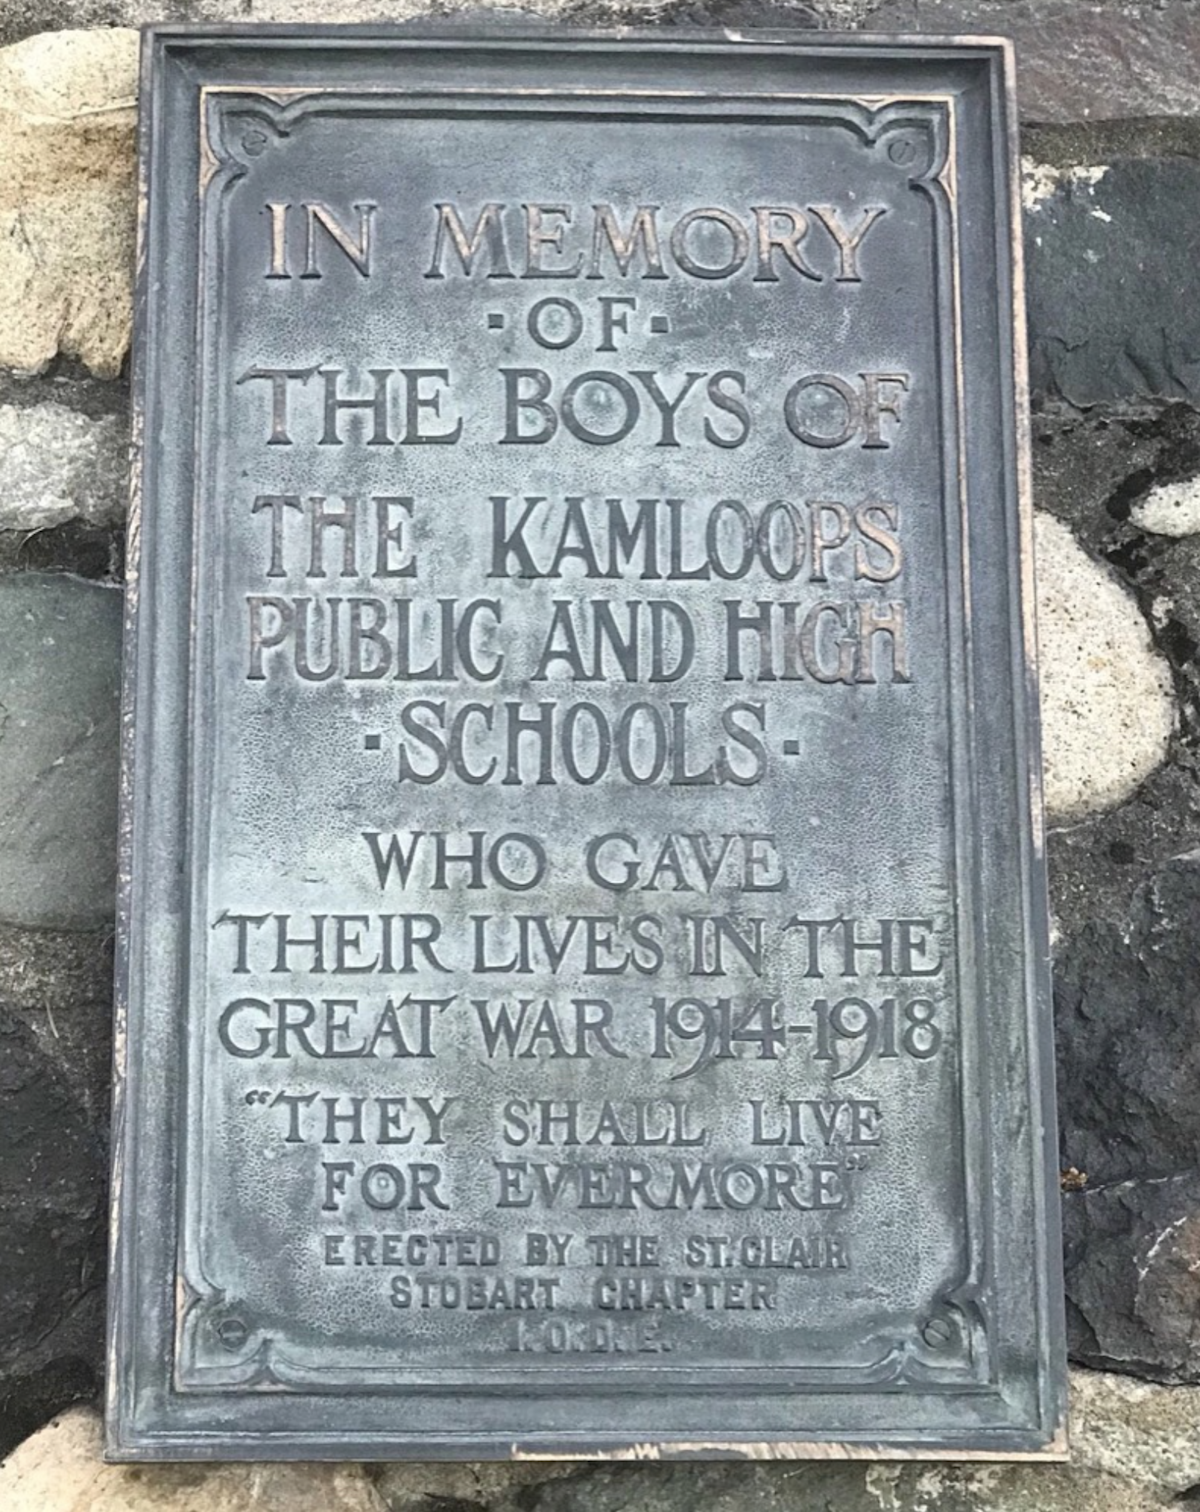 IN MEMORY
·OF·
THE BOYS OF
THE KAMLOOPS
PUBLIC AND HIGH
·SCHOOLS·
WHO GAVE
THEIR LIVES IN THE
GREAT WAR 1914-1918
"THEY SHALL LIVE
FOR EVERMORE"
ERECTED BY THE ST. CLAIR
STOBART CHAPTER
I.O.D.E.